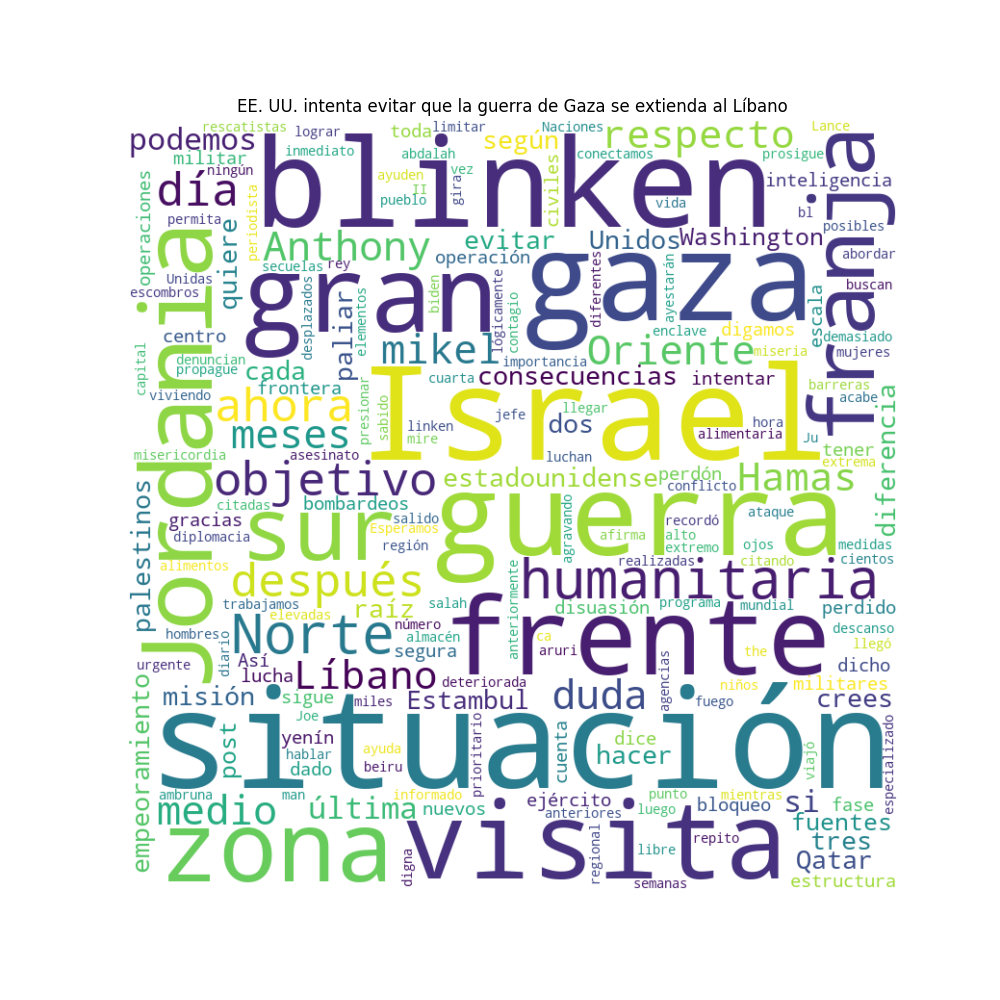 EE. UU. intenta evitar que la guerra de Gaza se extienda al Líbano
rescatistas
limitar
Naciones
Lance
podemos
lograr
toda
según
respecto
inmediato
abdalah
conectamos
prosigue
militar
ningún
blinken
franja
día
ayuden
II
vez
gira
civiles
vida
inteligencia
bl
pueblo
permita
posibles
operaciones
periodista
Jordania
quiere
Anthony
evitar
Unidos
Washington
operación
abordar
secuelas
rey
gran
gaza
Unidas
escombros
desplazados
elementos
biden
lógicamente
contagio
diferentes
ayestarán
buscan
escala
paliar
enclave
digamos
demasiado
centro
mikel
Oriente
miseria
mujeres
capital
denuncian
propague
cada
importancia
frontera
cuarta
consecuencias
intentar
barreras
viviendo
acabe
ahora
presionar
sabido
Israel
jefe
llegar
hora
linken
mire
dos
alimentaria
Ju
meses
diferencia
misericordia
asesinato
luchan
tener
extrema
objetivo
estadounidense
perdón
Hamas
palestinos
conflicto
citadas
bombardeos
sur
guerra
agravando
ataque
gracias
salido
recordó
diplomacia
Esperamos
región
afirma
alto
ojos
medidas
extremo
realizadas
citando
cientos
alimentos
después
humanitaria
anteriormente
trabajamos
raíz
salah
disuasión
programa
mundial
perdido
elevadas
Norte
número
almacén
frente
hombres
diario
descanso
segura
ca
aruri
the
llegó
urgente
Así
lucha
Líbano
deteriorada
agencias
dicho
niños
militares
empeoramiento
misión
sigue
miles
Estambul
duda
fuego
crees
situación
Joe
post
yenín
hablar
ayuda
prioritario
cuenta
dice
hacer
viajó
especializado
dado
beiru
ambruna
man
informado
punto
mientras
medio
última
nuevos
ejército
anteriores
luego
bloqueo
si
fase
fuentes
zona
visita
regional
repito
tres
libre
Qatar
digna
semanas
estructura